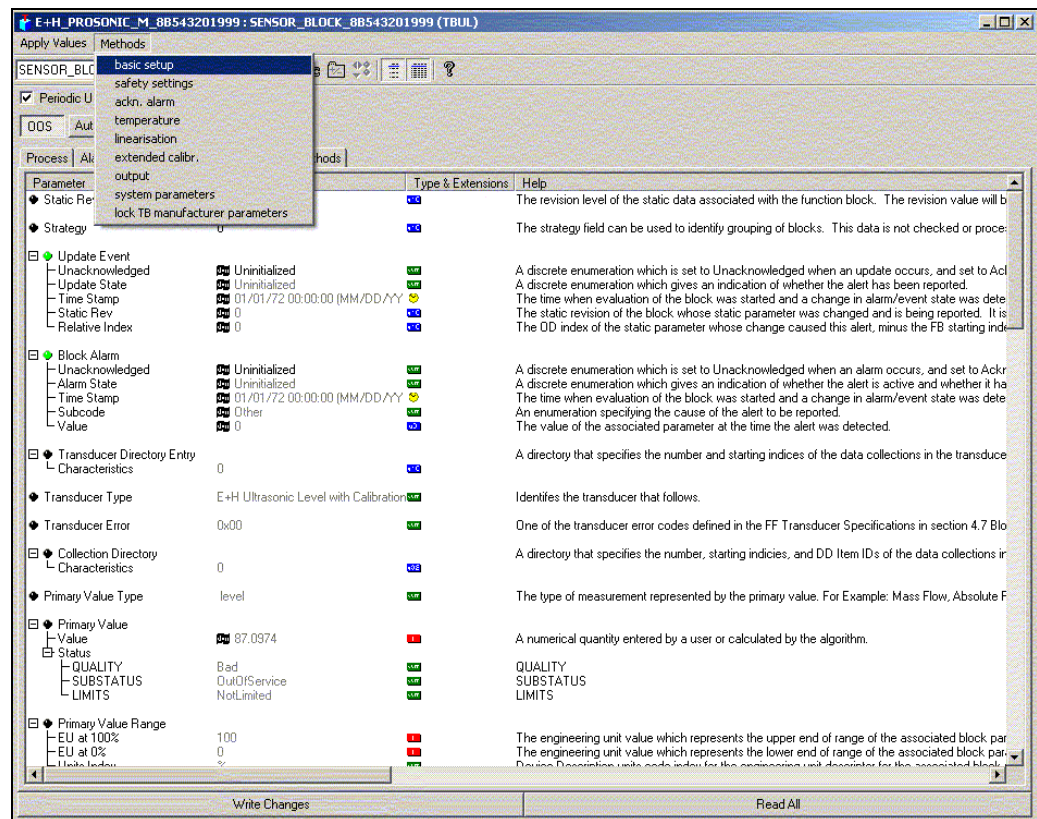 E+H_PROSONIC_M_8B543201999 : SENSOR_BLOCK_8B543201999 (TBUL)
Apply Values Methods
SENSOR_BLO
basic setup
safety settings
ackn. alarm
temperature
linearisation
extended calibr.
output
system parameters
lock TB manufacturer parameters
Periodic U
OOS Aut
Process Ala hods
Parameter Type & Extensions Help
Static Rev The revision level of the static data associated with the function block. The revision value will b
Strategy 0 The strategy field can be used to identify grouping of blocks. This data is not checked or proce
Update Event
Unacknowledged Uninitialized A discrete enumeration which is set to Unacknowledged when an update occurs, and set to Ack
Update State Uninitialized A discrete enumeration which gives an indication of whether the alert has been reported.
Time Stamp 01/01/72 00:00:00 (MM/DD/YY The time when evaluation of the block was started and a change in alarm/event state was dete
Static Rev 0 The static revision of the block whose static parameter was changed and is being reported. It is
Relative Index 0 The OD index of the static parameter whose change caused this alert, minus the FB starting inde
Block Alarm
Unacknowledged Uninitialized A discrete enumeration which is set to Unacknowledged when an alarm occurs, and set to Ackr
Alarm State Uninitialized A discrete enumeration which gives an indication of whether the alert is active and whether it ha
Time Stamp 01/01/72 00:00:00 (MM/DD/YY The time when evaluation of the block was started and a change in alarm/event state was dete
Subcode Other An enumeration specifying the cause of the alert to be reported.
Value 0 The value of the associated parameter at the time the alert was detected.
Transducer Directory Entry A directory that specifies the number and starting indices of the data collections in the transduce
Characteristics 0
Transducer Type E+H Ultrasonic Level with Calibration Identifes the transducer that follows.
Transducer Error 0x00 One of the transducer error codes defined in the FF Transducer Specifications in section 4.7 Blo
Collection Directory A directory that specifies the number, starting indicies, and DD Item IDs of the data collections in
Characteristics 0
Primary Value Type level The type of measurement represented by the primary value. For Example: Mass Flow, Absolute P
Primary Value
Value 87.0974 A numerical quantity entered by a user or calculated by the algorithm.
Status
QUALITY Bad QUALITY
SUBSTATUS OutOfService SUBSTATUS
LIMITS NotLimited LIMITS
Primary Value Range
EU at 100% 100 The engineering unit value which represents the upper end of range of the associated block par
EU at 0% 0 The engineering unit value which represents the lower end of range of the associated block par
Units Index % Device Description units code index for the engineering unit descriptor for the associated block
Write Changes Read All